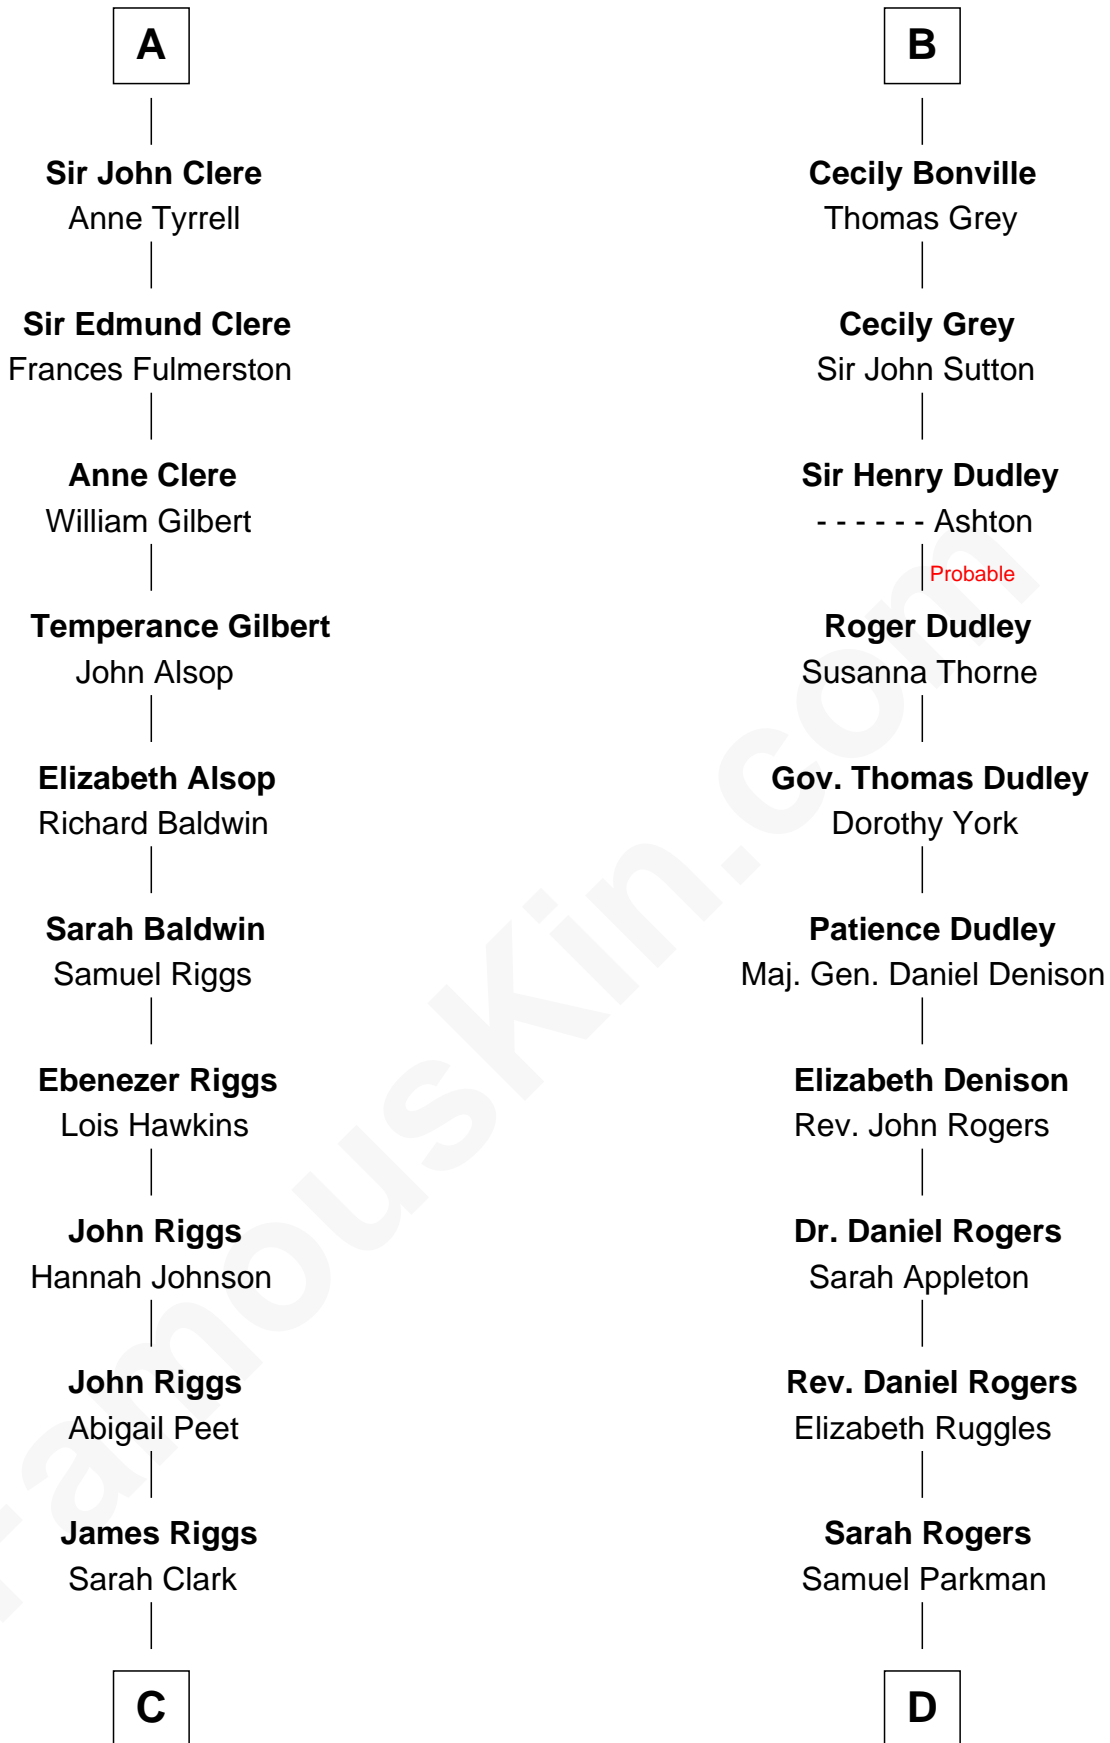 A
Sir John Clere
Anne Tyrrell
Sir Edmund Clere
Frances Fulmerston
Anne Clere
William Gilbert
Temperance Gilbert
John Alsop
Elizabeth Alsop
Richard Baldwin
Sarah Baldwin
Samuel Riggs
Ebenezer Riggs
Lois Hawkins
John Riggs
Hannah Johnson
John Riggs
Abigail Peet
James Riggs
Sarah Clark
C
B
Cecily Bonville
Thomas Grey
Cecily Grey
Sir John Sutton
Sir Henry Dudley
- - - - - - Ashton
Probable
Roger Dudley
Susanna Thorne
Gov. Thomas Dudley
Dorothy York
Patience Dudley
Maj. Gen. Daniel Denison
Elizabeth Denison
Rev. John Rogers
Dr. Daniel Rogers
Sarah Appleton
Rev. Daniel Rogers
Elizabeth Ruggles
Sarah Rogers
Samuel Parkman
D
FamousKin.com